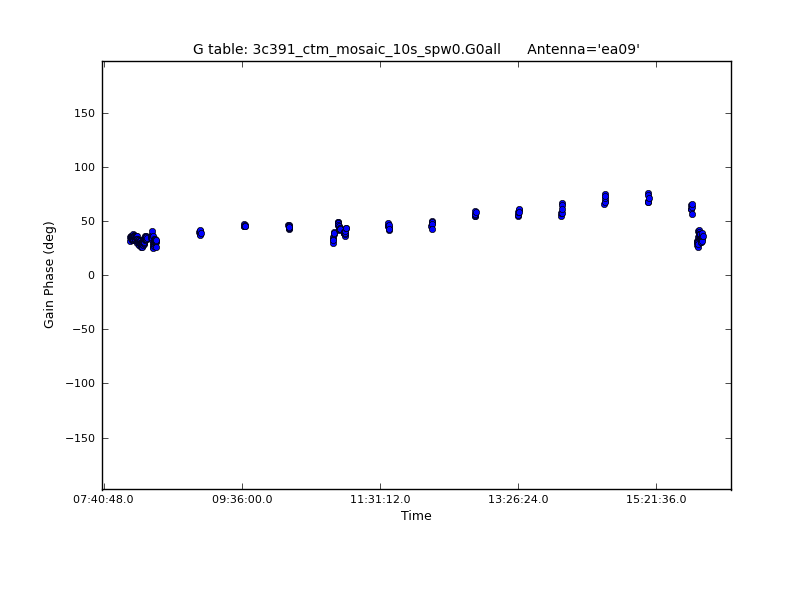 G table: 3c391_ctm_mosaic_10s_spw0.G0all      Antenna='ea09'
150
100
50
0
−50
−100
−150
Gain Phase (deg)
07:40:48.0 09:36:00.0 11:31:12.0 13:26:24.0 15:21:36.0
Time